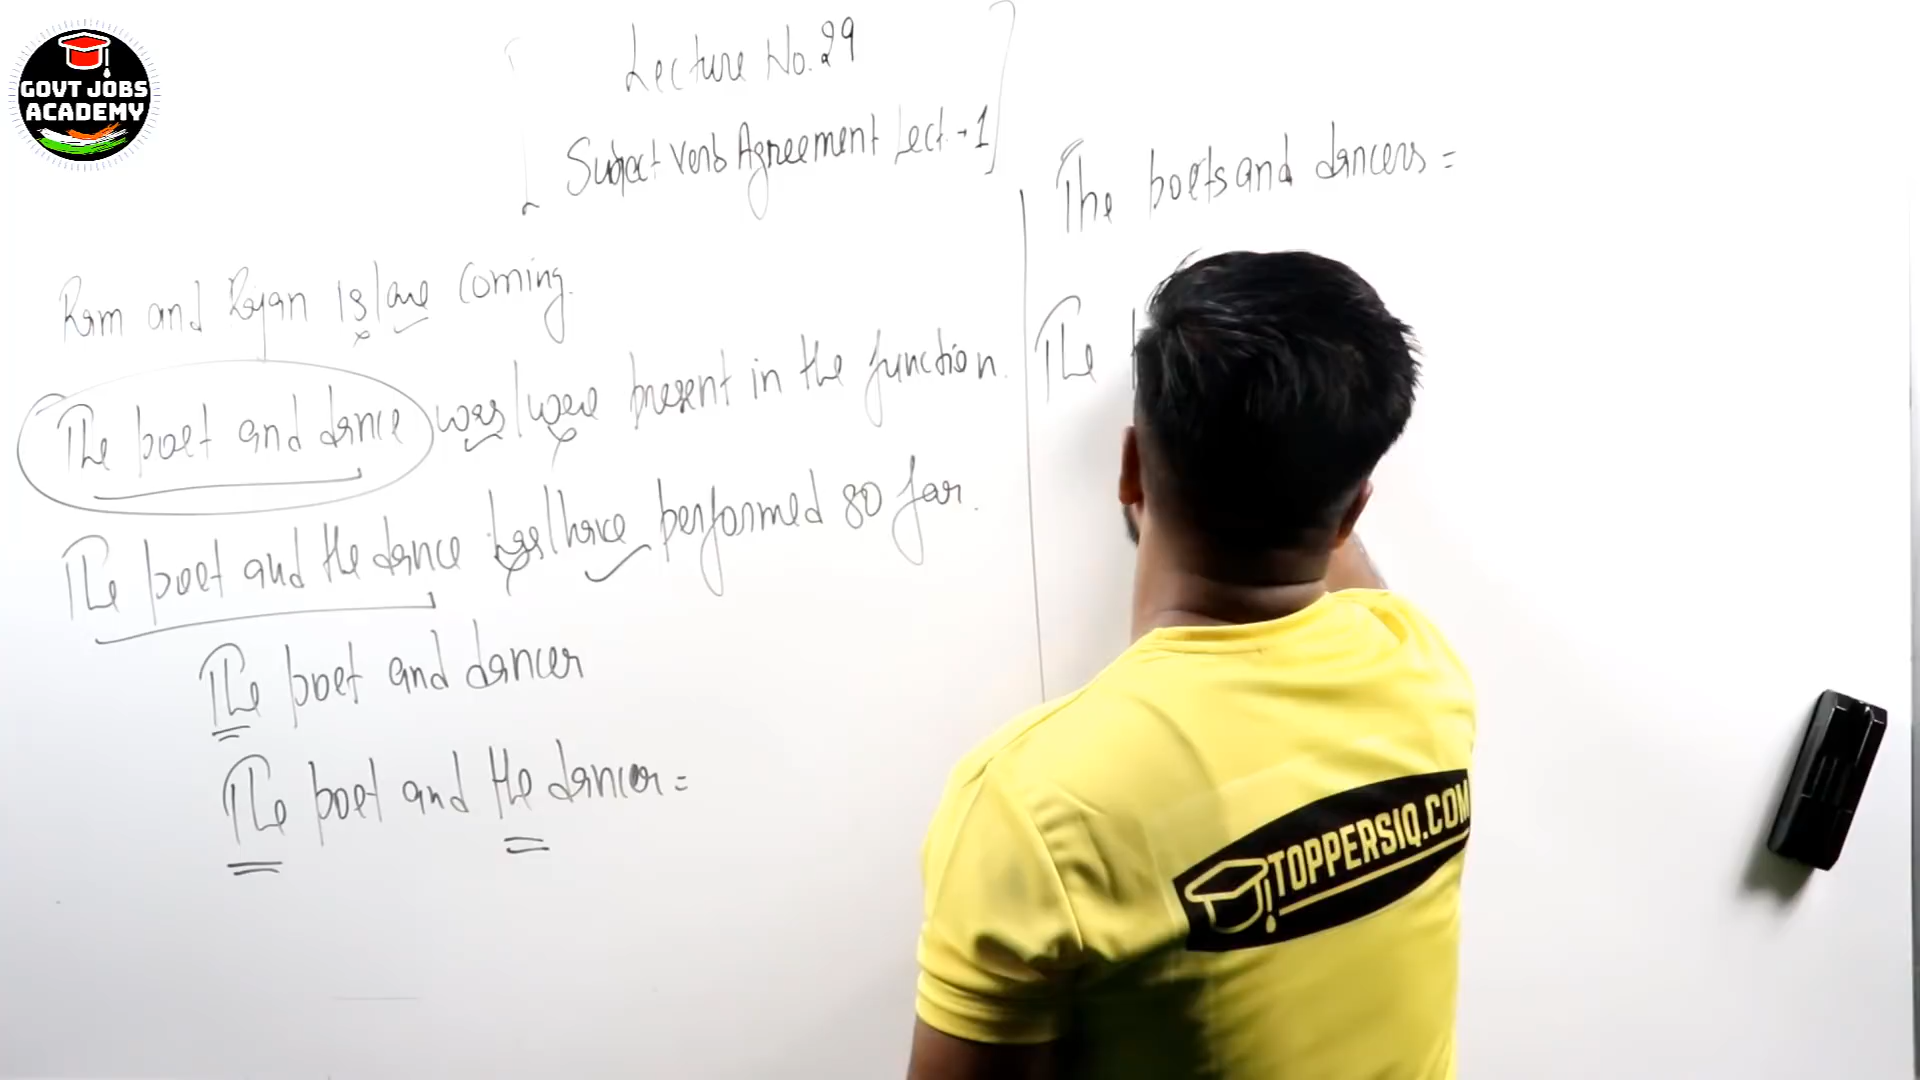 GOVT JOBS
ACADEMY
Lecture No. 29
Subject verb Agreement Lect - 1
Ram and Ryan is/are coming.
The poet and dance was/were present in the function.
The poet and the dance has/have performed so far.
The poet and dancer
The poet and the dancer =
The poets and dancers =
The
TOPPERSIQ.COM